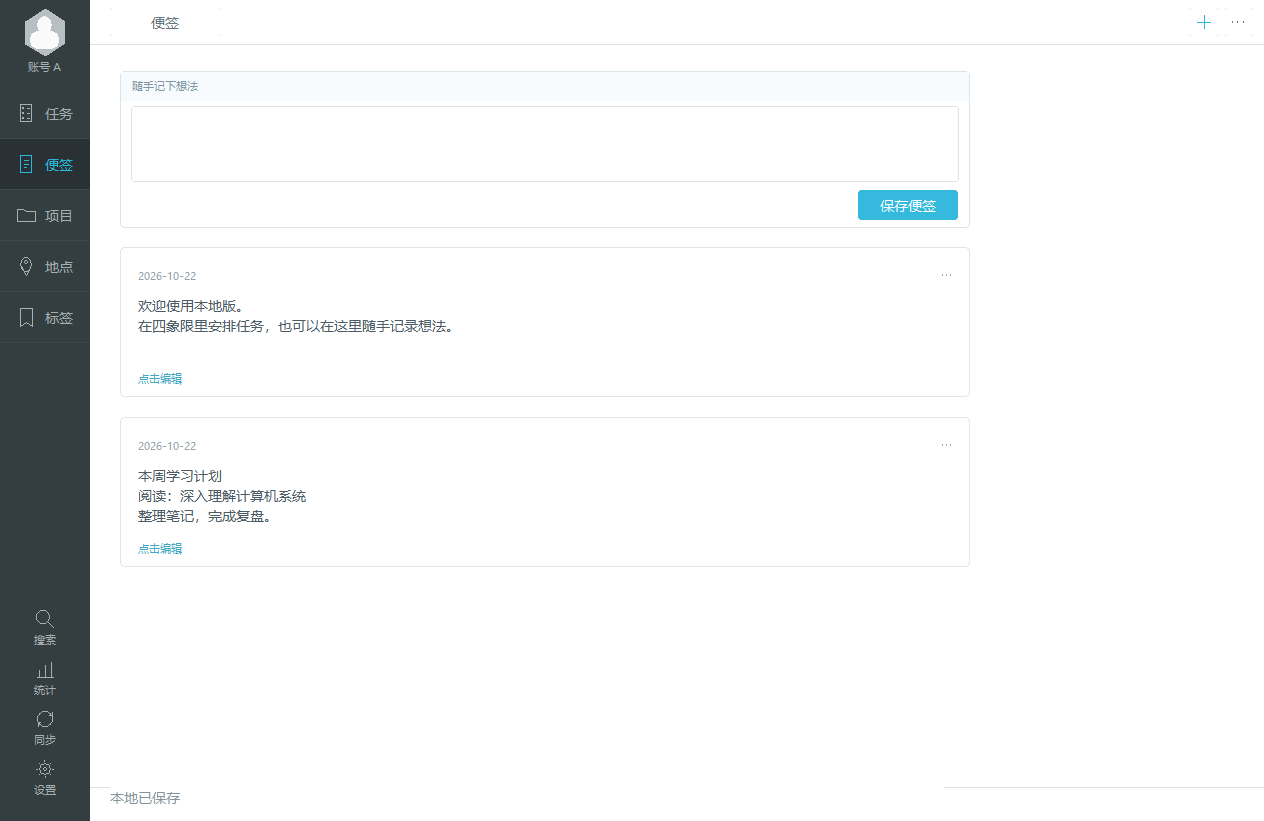 账号 A
任务
便签
项目
地点
标签
搜索
统计
同步
设置
便签
随手记下想法
保存便签
2026-10-22
欢迎使用本地版。
在四象限里安排任务，也可以在这里随手记录想法。
点击编辑
2026-10-22
本周学习计划
阅读：深入理解计算机系统
整理笔记，完成复盘。
点击编辑
本地已保存